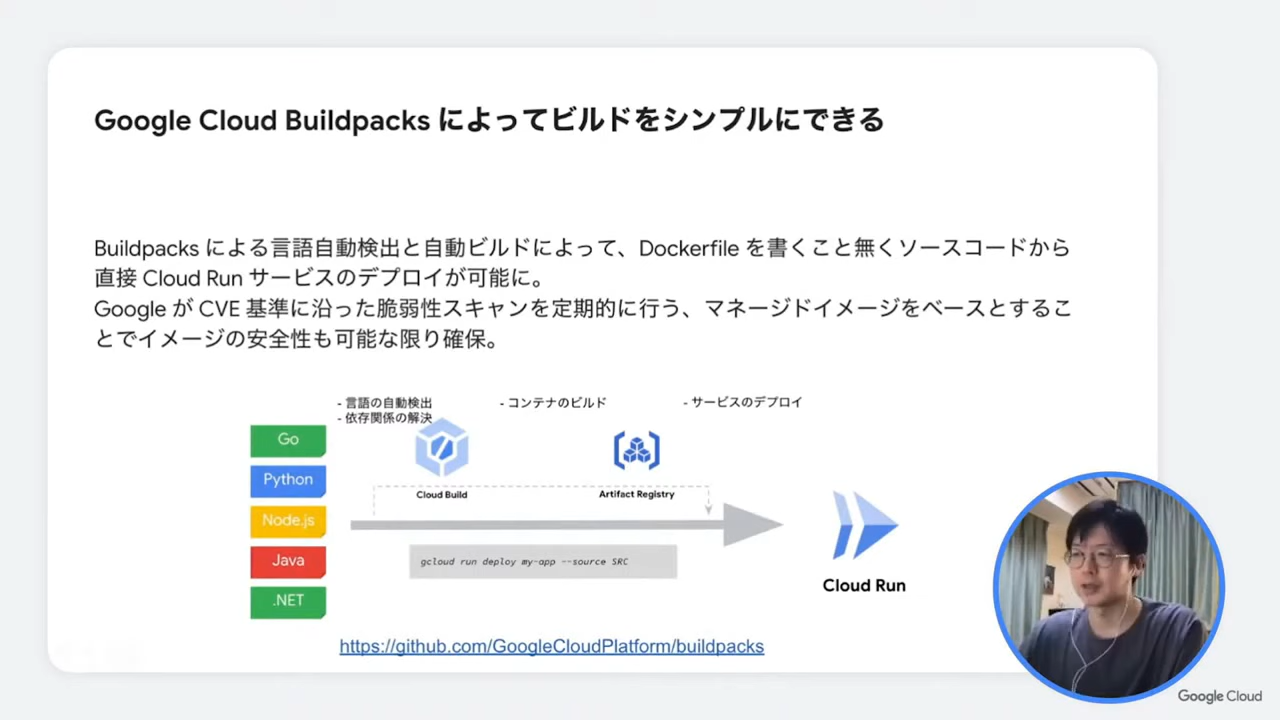 Google Cloud Buildpacks によってビルドをシンプルにできる
Buildpacks による言語自動検出と自動ビルドによって、Dockerfile を書くこと無くソースコードから
直接 Cloud Run サービスのデプロイが可能に。
Google が CVE 基準に沿った脆弱性スキャンを定期的に行う、マネージドイメージをベースとするこ
とでイメージの安全性も可能な限り確保。
- 言語の自動検出
- 依存関係の解決
- コンテナのビルド
- サービスのデプロイ
Go
Python
Node.js
Java
.NET
Cloud Build
Artifact Registry
gcloud run deploy my-app --source SRC
Cloud Run
https://github.com/GoogleCloudPlatform/buildpacks
Google Cloud